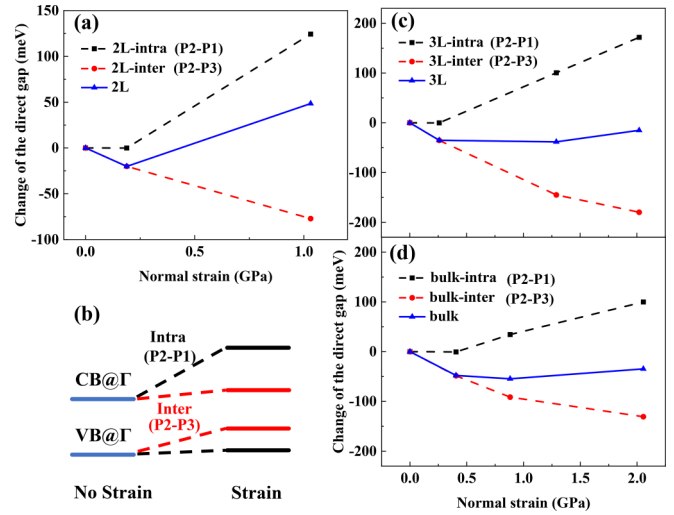 (a)
2L-intra (P2-P1)
2L-inter (P2-P3)
2L
Change of the direct gap (meV)
150
100
50
0
-50
-100
0.0
0.5
1.0
Normal strain (GPa)
(b)
Intra
(P2-P1)
CB@Γ
Inter
(P2-P3)
VB@Γ
No Strain
Strain
(c)
3L-intra (P2-P1)
3L-inter (P2-P3)
3L
Change of the direct gap (meV)
200
100
0
-100
-200
(d)
bulk-intra (P2-P1)
bulk-inter (P2-P3)
bulk
200
100
0
-100
-200
0.0
0.5
1.0
1.5
2.0
Normal strain (GPa)